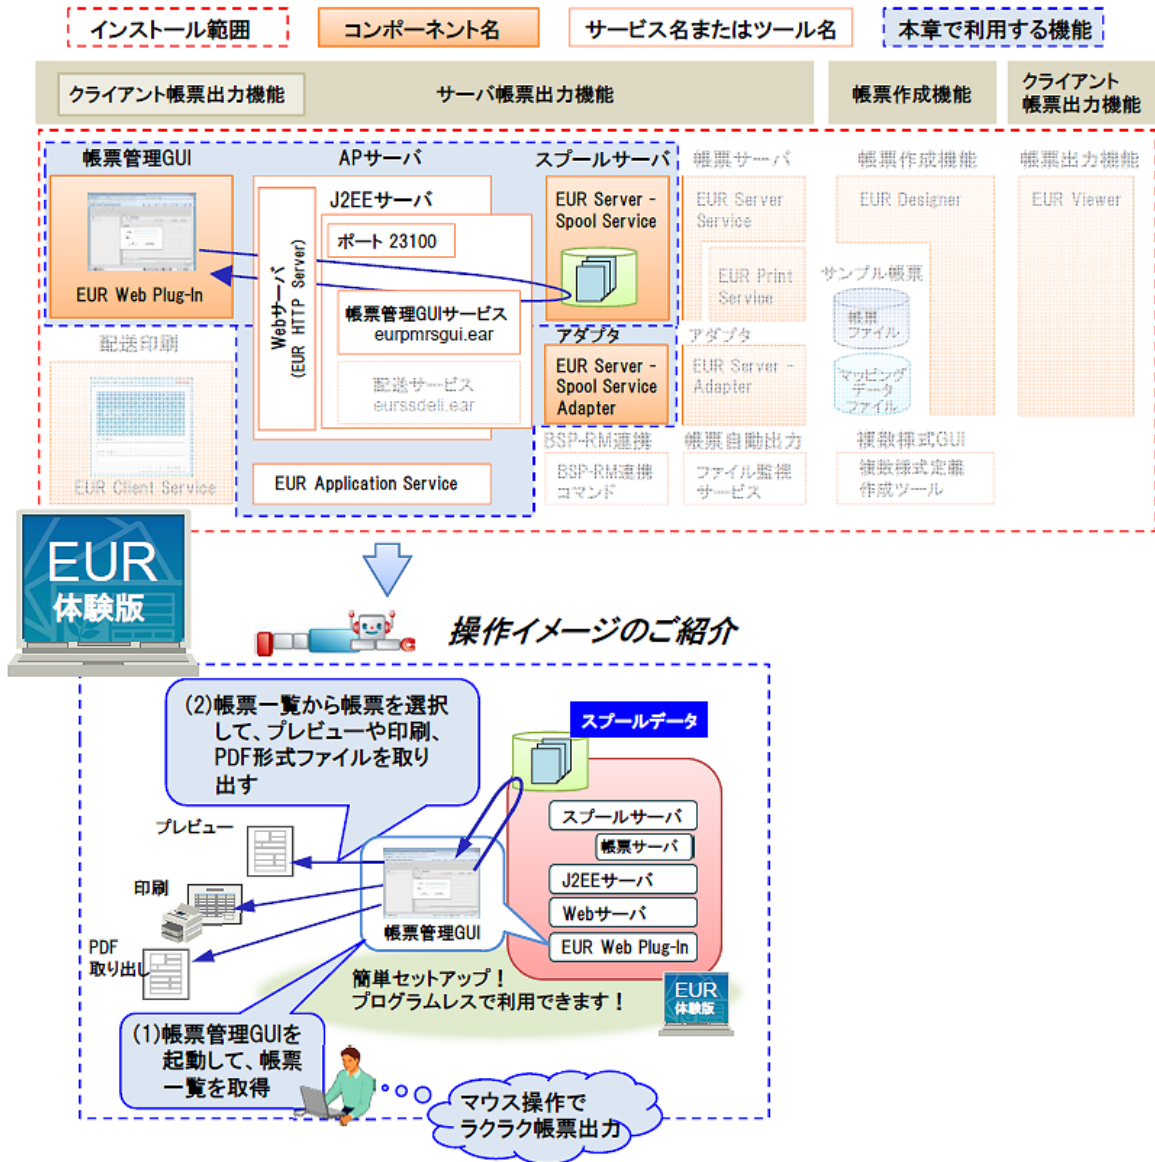 インストール範囲
コンポーネント名
サービス名またはツール名
本章で利用する機能
クライアント帳票出力機能
サーバ帳票出力機能
帳票作成機能
クライアント
帳票出力機能
帳票管理GUI
APサーバ
スプールサーバ
帳票サーバ
帳票作成機能
帳票出力機能
EUR Web Plug-In
Webサーバ
(EUR HTTP Server)
J2EEサーバ
ポート 23100
帳票管理GUIサービス
eurpmrsgui.ear
配送サービス
eurssdeli.ear
EUR Server -
Spool Service
EUR Server
Service
EUR Print
Service
EUR Designer
サンプル帳票
帳票
ファイル
マッピング
データ
ファイル
EUR Viewer
配送印刷
EUR Client Service
EUR Application Service
アダプタ
EUR Server -
Spool Service
Adapter
アダプタ
EUR Server -
Adapter
BSP-RM連携
BSP-RM連携
コマンド
帳票自動出力
ファイル監視
サービス
複数様式GUI
複数様式定義
作成ツール
EUR
体験版
操作イメージのご紹介
(2)帳票一覧から帳票を選択
して、プレビューや印刷、
PDF形式ファイルを取り
出す
スプールデータ
スプールサーバ
帳票サーバ
J2EEサーバ
Webサーバ
EUR Web Plug-In
プレビュー
印刷
PDF
取り出し
帳票管理GUI
簡単セットアップ！
プログラムレスで利用できます！
EUR
体験版
(1)帳票管理GUIを
起動して、帳票
一覧を取得
マウス操作で
ラクラク帳票出力